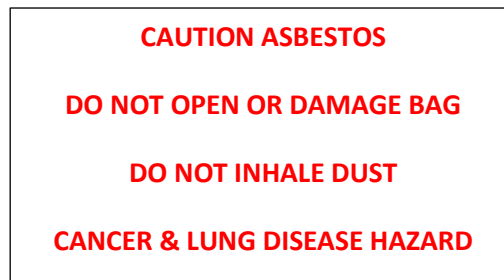 CAUTION ASBESTOS
DO NOT OPEN OR DAMAGE BAG
DO NOT INHALE DUST
CANCER & LUNG DISEASE HAZARD